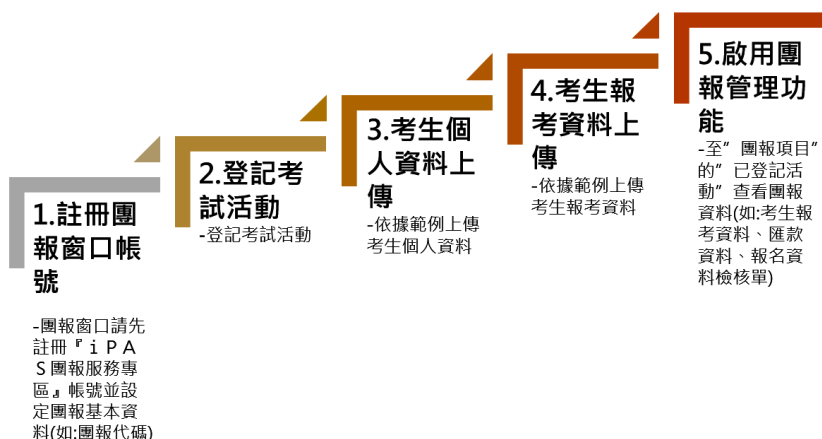 1.註冊團
報窗口帳
號
-團報窗口請先
註冊『ｉＰＡ
Ｓ團報服務專
區』帳號並設
定團報基本資
料(如:團報代碼)
2.登記考
試活動
-登記考試活動
3.考生個
人資料上
傳
-依據範例上傳
考生個人資料
4.考生報
考資料上
傳
-依據範例上傳
考生報考資料
5.啟用團
報管理功
能
-至”團報項目”
的”已登記活
動”查看團報
資料(如:考生報
考資料、匯款
資料、報名資
料檢核單)